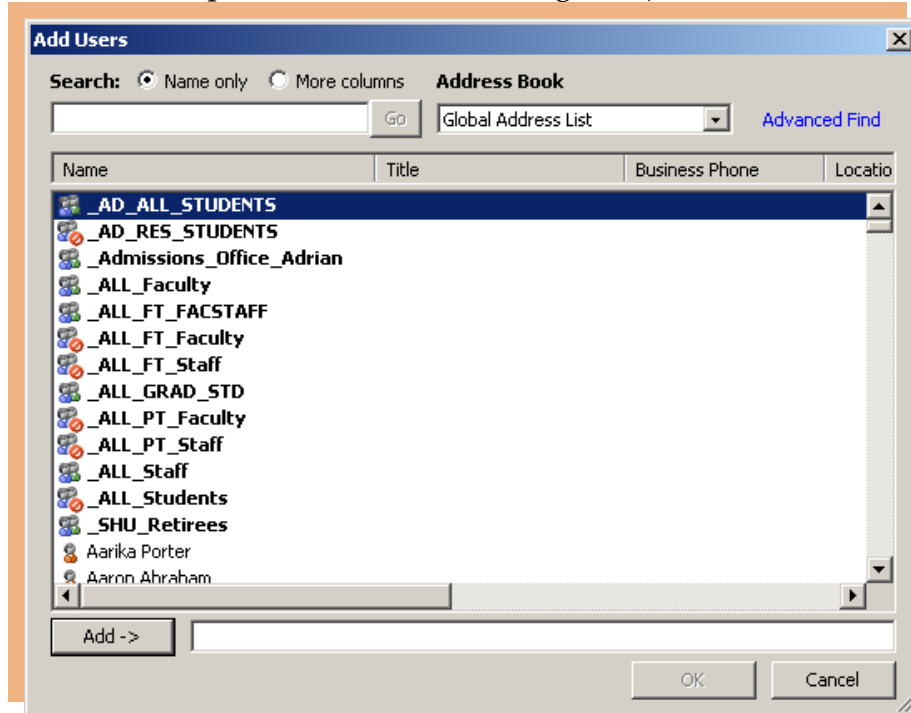 Add Users
Search: Name only More columns Address Book
Go Global Address List Advanced Find
Name Title Business Phone Locatio
_AD_ALL_STUDENTS
_AD_RES_STUDENTS
_Admissions_Office_Adrian
_ALL_Faculty
_ALL_FT_FACSTAFF
_ALL_FT_Faculty
_ALL_FT_Staff
_ALL_GRAD_STD
_ALL_PT_Faculty
_ALL_PT_Staff
_ALL_Staff
_ALL_Students
_SHU_Retirees
Aarika Porter
Aaron Abraham
Add ->
OK Cancel